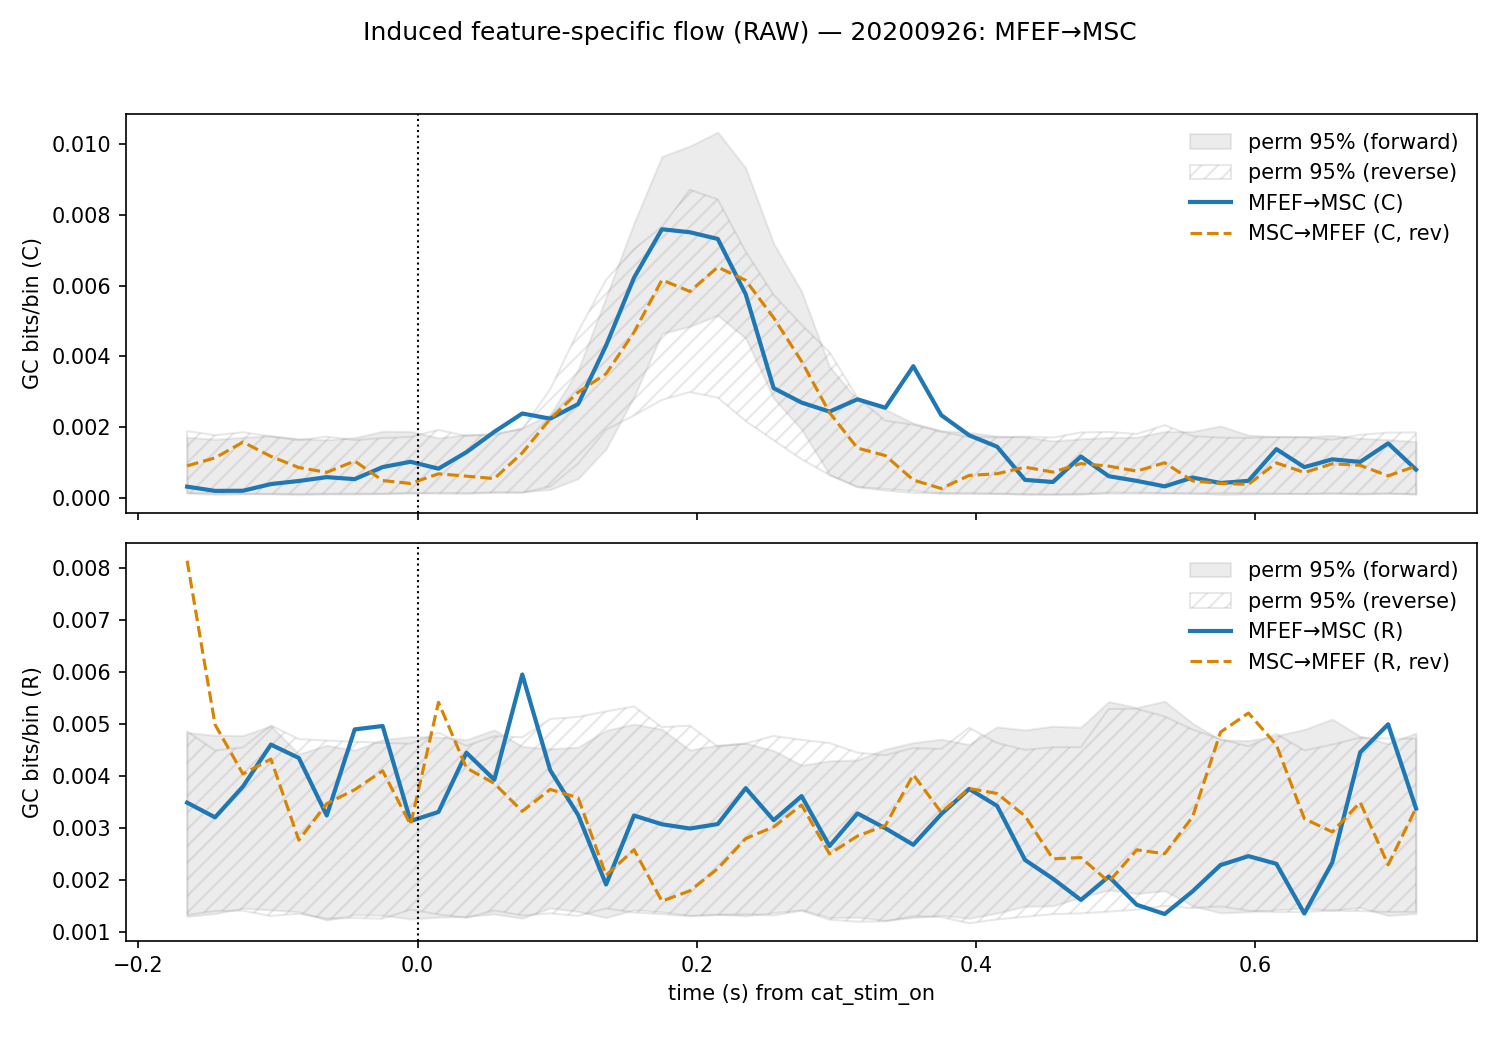 Induced feature-specific flow (RAW) — 20200926: MFEF→MSC
GC bits/bin (C)
0.010
0.008
0.006
0.004
0.002
0.000
perm 95% (forward)
perm 95% (reverse)
MFEF→MSC (C)
MSC→MFEF (C, rev)
GC bits/bin (R)
0.008
0.007
0.006
0.005
0.004
0.003
0.002
0.001
perm 95% (forward)
perm 95% (reverse)
MFEF→MSC (R)
MSC→MFEF (R, rev)
−0.2 0.0 0.2 0.4 0.6
time (s) from cat_stim_on